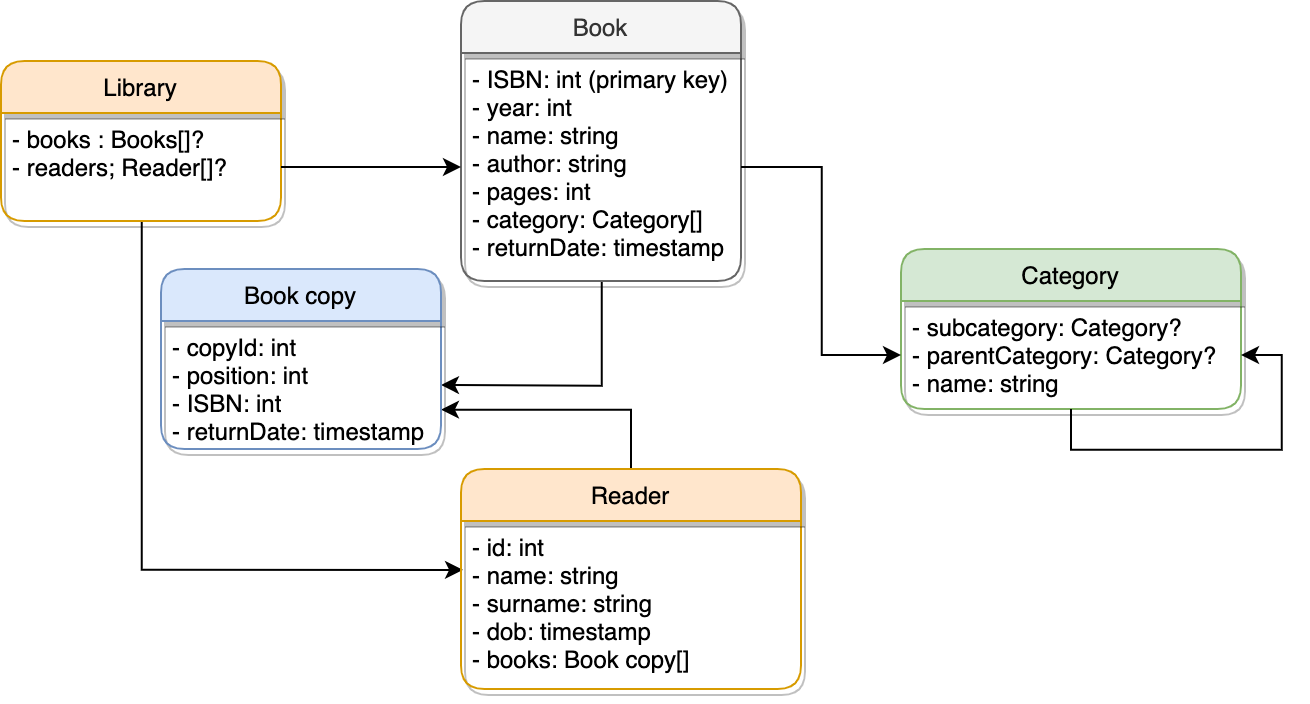 Library
- books : Books[]?
- readers; Reader[]?
Book
- ISBN: int (primary key)
- year: int
- name: string
- author: string
- pages: int
- category: Category[]
- returnDate: timestamp
Book copy
- copyId: int
- position: int
- ISBN: int
- returnDate: timestamp
Category
- subcategory: Category?
- parentCategory: Category?
- name: string
Reader
- id: int
- name: string
- surname: string
- dob: timestamp
- books: Book copy[]